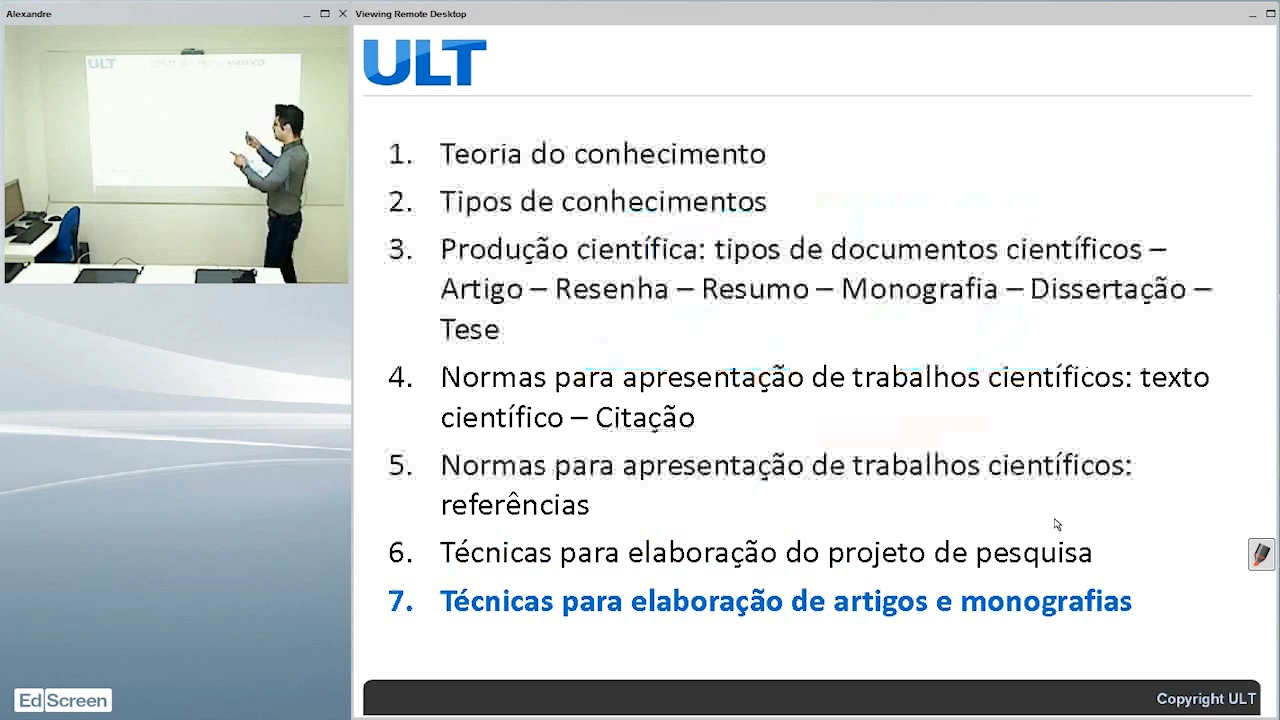 Alexandre
Viewing Remote Desktop
ULT
ULT
1. Teoria do conhecimento
2. Tipos de conhecimentos
3. Produção científica: tipos de documentos científicos –
Artigo – Resenha – Resumo – Monografia – Dissertação –
Tese
4. Normas para apresentação de trabalhos científicos: texto
científico – Citação
5. Normas para apresentação de trabalhos científicos:
referências
6. Técnicas para elaboração do projeto de pesquisa
7. Técnicas para elaboração de artigos e monografias
Ed Screen
Copyright ULT